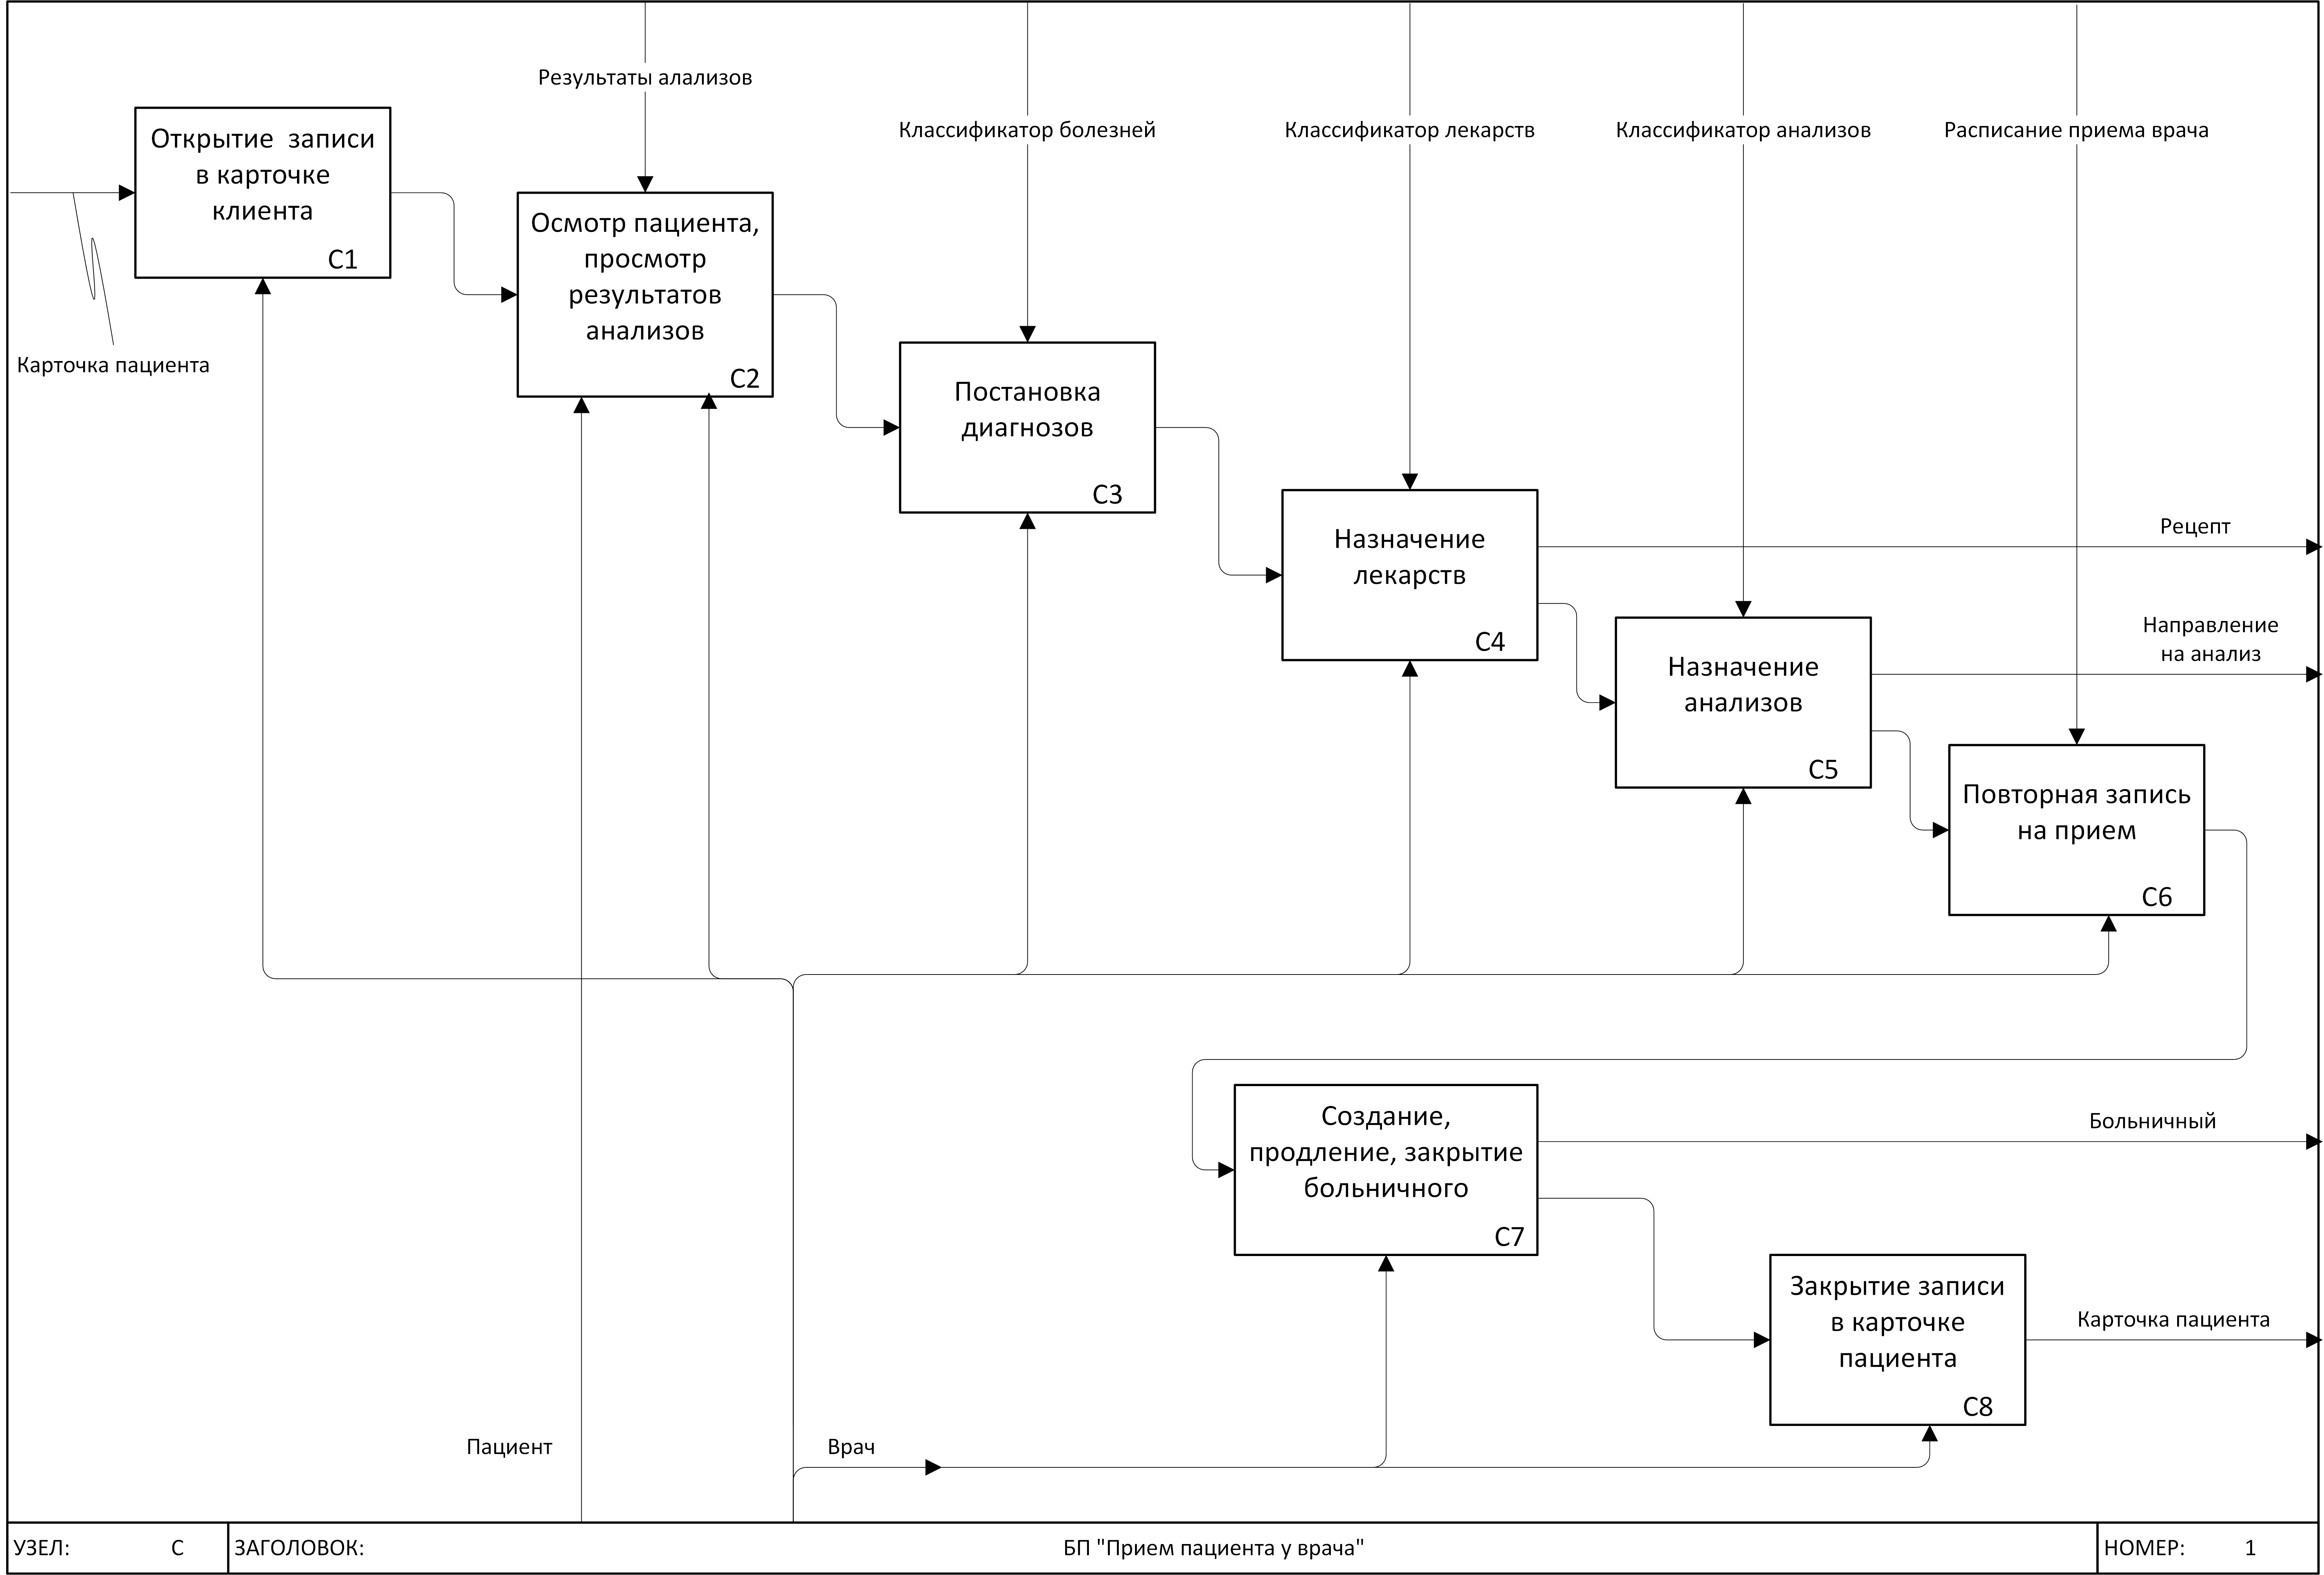 Результаты алализов
Классификатор болезней
Классификатор лекарств
Классификатор анализов
Расписание приема врача
Открытие записи
в карточке
клиента
С1
Карточка пациента
Осмотр пациента,
просмотр
результатов
анализов
С2
Постановка
диагнозов
С3
Назначение
лекарств
С4
Рецепт
Назначение
анализов
С5
Направление
на анализ
Повторная запись
на прием
С6
Создание,
продление, закрытие
больничного
С7
Больничный
Закрытие записи
в карточке
пациента
С8
Карточка пациента
Пациент
Врач
УЗЕЛ: С ЗАГОЛОВОК: БП "Прием пациента у врача" НОМЕР: 1